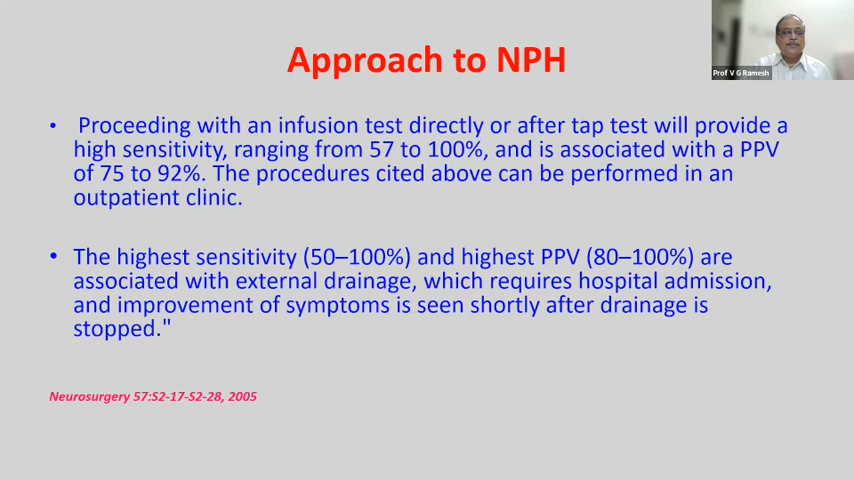 Approach to NPH
Prof V G Ramesh
• Proceeding with an infusion test directly or after tap test will provide a
high sensitivity, ranging from 57 to 100%, and is associated with a PPV
of 75 to 92%. The procedures cited above can be performed in an
outpatient clinic.
• The highest sensitivity (50–100%) and highest PPV (80–100%) are
associated with external drainage, which requires hospital admission,
and improvement of symptoms is seen shortly after drainage is
stopped."
Neurosurgery 57:S2-17-S2-28, 2005